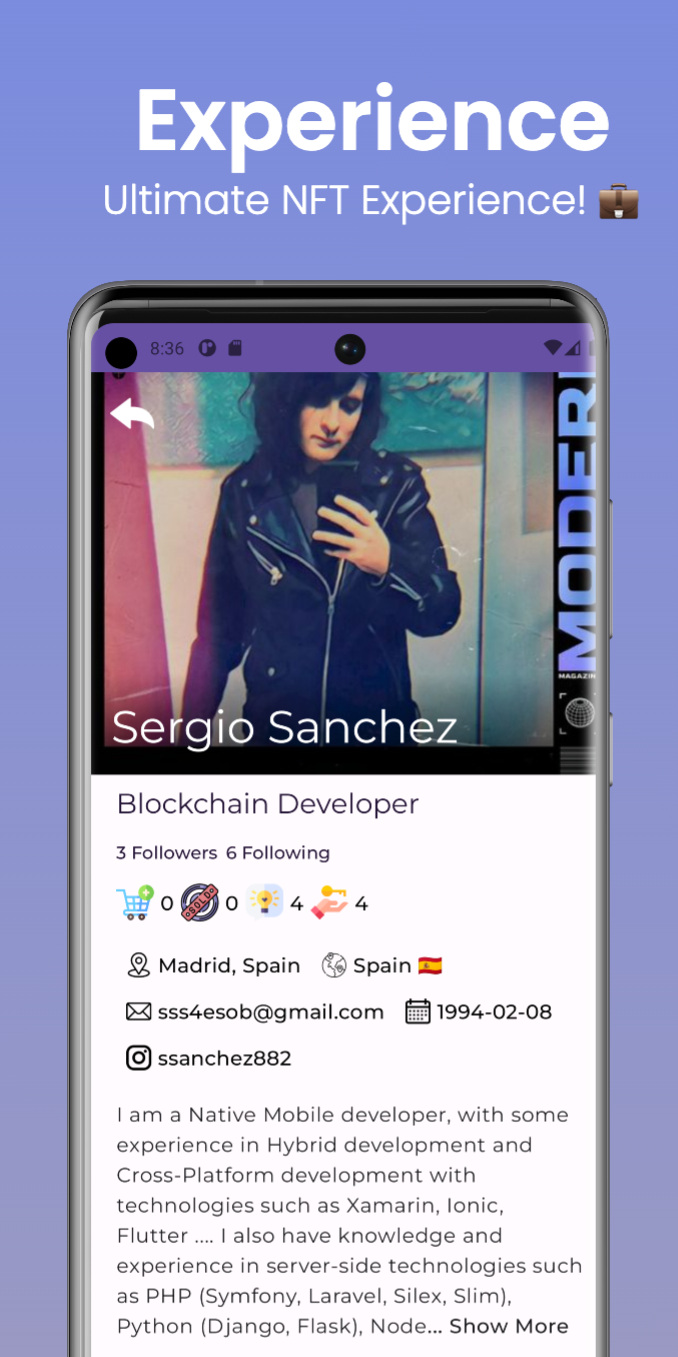 Experience
Ultimate NFT Experience!
8:36
MODER
MAGAZIN
Sergio Sanchez
Blockchain Developer
3 Followers 6 Following
0 SOLD 0 4 4
Madrid, Spain Spain
sss4esob@gmail.com 1994-02-08
ssanchez882
I am a Native Mobile developer, with some
experience in Hybrid development and
Cross-Platform development with
technologies such as Xamarin, Ionic,
Flutter .... I also have knowledge and
experience in server-side technologies such
as PHP (Symfony, Laravel, Silex, Slim),
Python (Django, Flask), Node... Show More